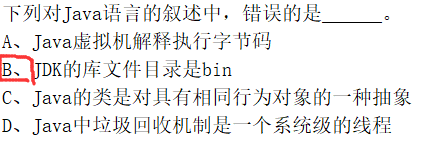 下列对Java语言的叙述中，错误的是______。
A、Java虚拟机解释执行字节码
B、JDK的库文件目录是bin
C、Java的类是对具有相同行为对象的一种抽象
D、Java中垃圾回收机制是一个系统级的线程